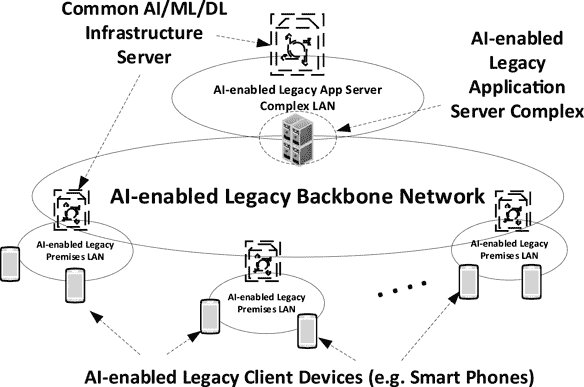 Common AI/ML/DL
Infrastructure
Server
AI-enabled
Legacy
Application
Server Complex
AI-enabled Legacy App Server
Complex LAN
AI-enabled Legacy Backbone Network
AI-enabled Legacy
Premises LAN
AI-enabled Legacy
Premises LAN
AI-enabled Legacy
Premises LAN
AI-enabled Legacy Client Devices (e.g. Smart Phones)